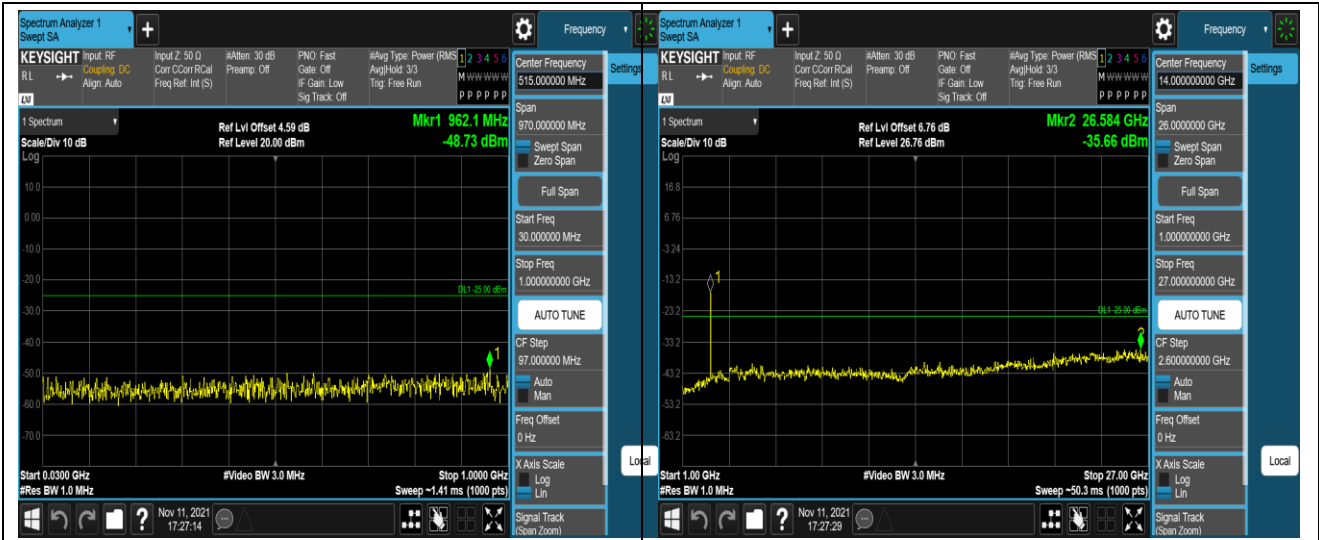 Spectrum Analyzer 1
Swept SA
+
Frequency
KEYSIGHT
Input: RF
Coupling: DC
Align: Auto
Input Z: 50 Ω
Corr CCorr RCal
Freq Ref: Int (S)
#Atten: 30 dB
Preamp: Off
PNO: Fast
Gate: Off
IF Gain: Low
Sig Track: Off
#Avg Type: Power (RMS
Avg|Hold: 3/3
Trig: Free Run
1 2 3 4 5 6
M W W W W W
P P P P P P
RL
LXI
Center Frequency
515.000000 MHz
Settings
1 Spectrum
Scale/Div 10 dB
Log
Ref Lvl Offset 4.59 dB
Ref Level 20.00 dBm
Mkr1 962.1 MHz
-48.73 dBm
Span
970.000000 MHz
Swept Span
Zero Span
Full Span
Start Freq
30.000000 MHz
Stop Freq
1.000000000 GHz
AUTO TUNE
CF Step
97.000000 MHz
Auto
Man
Freq Offset
0 Hz
X Axis Scale
Log
Lin
Signal Track
(Span Zoom)
Local
10.0
0.00
-10.0
-20.0
-30.0
-40.0
-50.0
-60.0
-70.0
DL1 -25.00 dBm
1
Start 0.0300 GHz
#Res BW 1.0 MHz
#Video BW 3.0 MHz
Stop 1.0000 GHz
Sweep ~1.41 ms (1000 pts)
?
Nov 11, 2021
17:27:14
Spectrum Analyzer 1
Swept SA
+
Frequency
KEYSIGHT
Input: RF
Coupling: DC
Align: Auto
Input Z: 50 Ω
Corr CCorr RCal
Freq Ref: Int (S)
#Atten: 30 dB
Preamp: Off
PNO: Fast
Gate: Off
IF Gain: Low
Sig Track: Off
#Avg Type: Power (RMS
Avg|Hold: 3/3
Trig: Free Run
1 2 3 4 5 6
M W W W W W
P P P P P P
RL
LXI
Center Frequency
14.000000000 GHz
Settings
1 Spectrum
Scale/Div 10 dB
Log
Ref Lvl Offset 6.76 dB
Ref Level 26.76 dBm
Mkr2 26.584 GHz
-35.66 dBm
Span
26.0000000 GHz
Swept Span
Zero Span
Full Span
Start Freq
1.000000000 GHz
Stop Freq
27.00000000 GHz
AUTO TUNE
CF Step
2.600000000 GHz
Auto
Man
Freq Offset
0 Hz
X Axis Scale
Log
Lin
Signal Track
(Span Zoom)
Local
16.8
6.76
-3.24
-13.2
-23.2
-33.2
-43.2
-53.2
-63.2
DL1 -25.00 dBm
1
2
Start 1.00 GHz
#Res BW 1.0 MHz
#Video BW 3.0 MHz
Stop 27.00 GHz
Sweep ~50.3 ms (1000 pts)
?
Nov 11, 2021
17:27:29